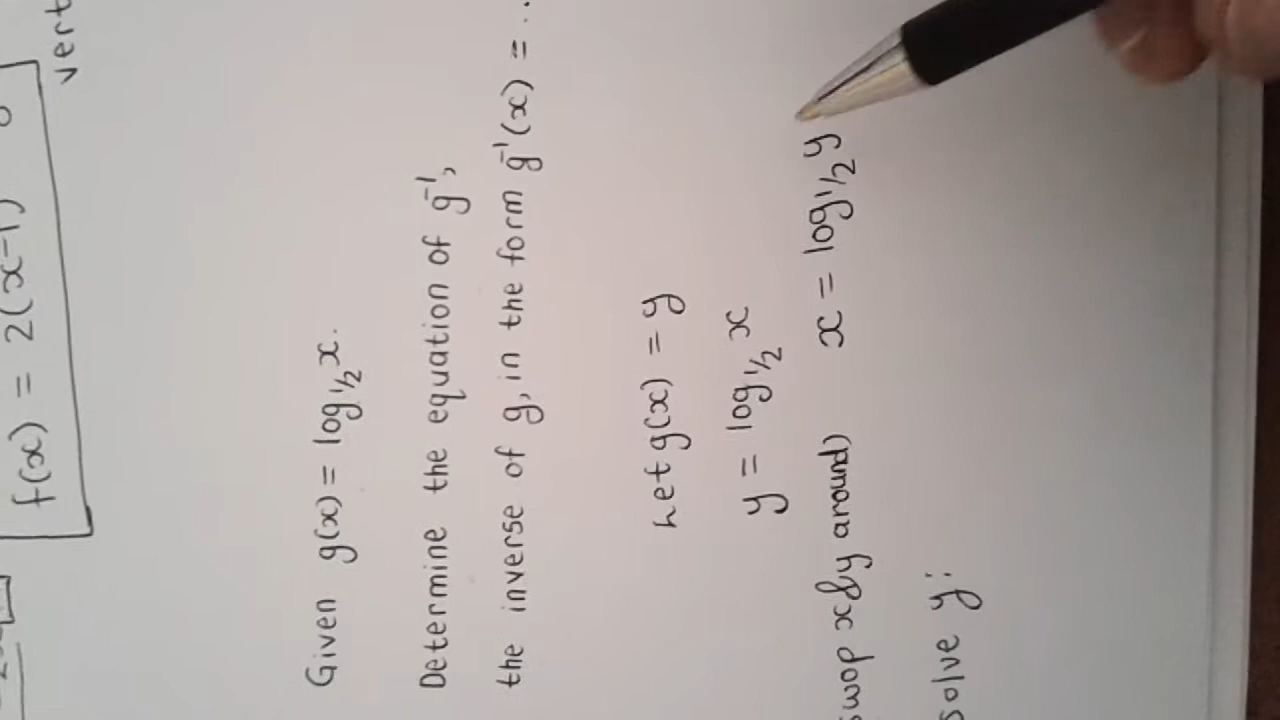 f(x) = 2(x-1)
vert
Given g(x) = log₁/₂ x.
Determine the equation of g⁻¹,
the inverse of g, in the form g⁻¹(x) = ..
Let g(x) = y
y = log₁/₂ x
swop x & y around) x = log₁/₂ y
solve y: